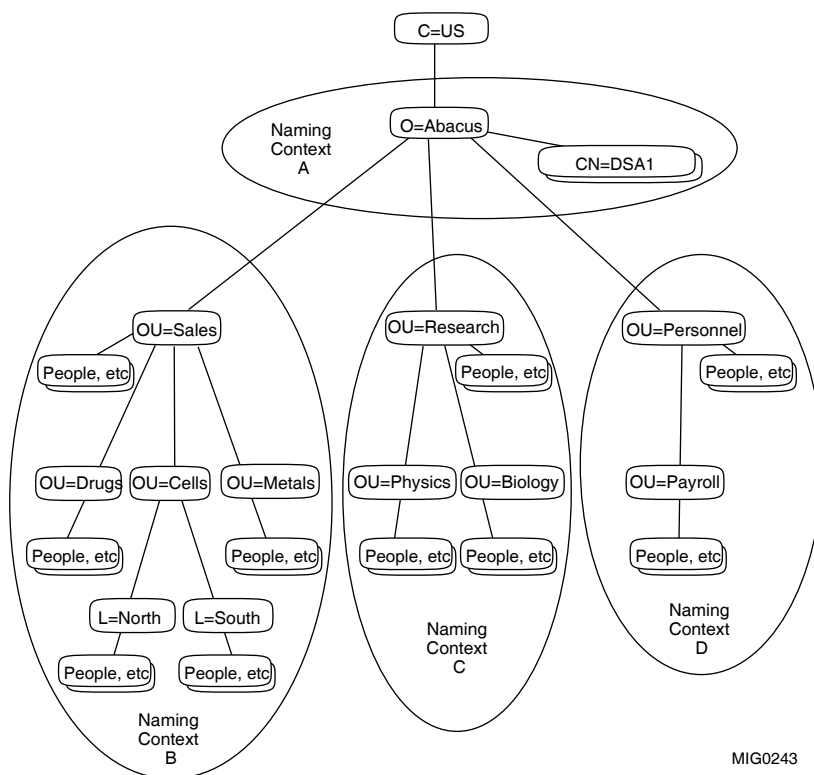 C=US
O=Abacus
Naming
Context
A
CN=DSA1
OU=Sales
OU=Research
OU=Personnel
People, etc
People, etc
People, etc
OU=Drugs
OU=Cells
OU=Metals
OU=Physics
OU=Biology
OU=Payroll
People, etc
People, etc
People, etc
People, etc
People, etc
L=North
L=South
Naming
Context
C
Naming
Context
D
People, etc
People, etc
Naming
Context
B
MIG0243